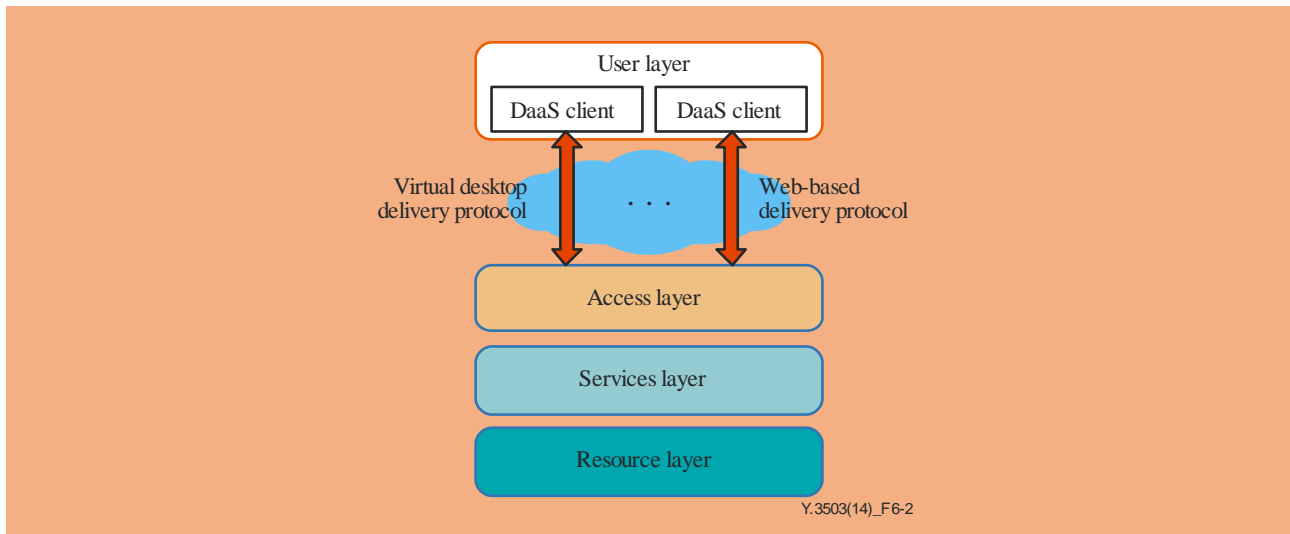 User layer
DaaS client
DaaS client
Virtual desktop
delivery protocol
. . .
Web-based
delivery protocol
Access layer
Services layer
Resource layer
Y.3503(14)_F6-2